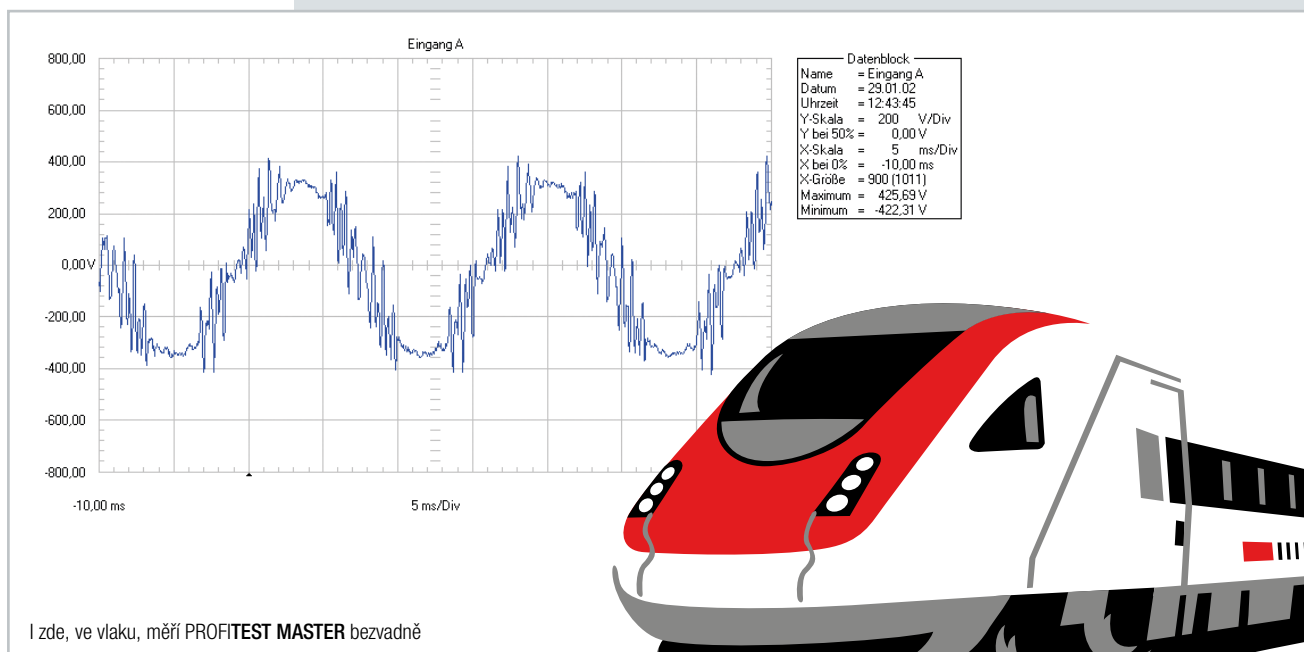 Eingang A
800,00
600,00
400,00
200,00
0,00V
-200,00
-400,00
-600,00
-800,00
-10,00 ms
5 ms/Div
Datenblock
Name = Eingang A
Datum = 29.01.02
Uhrzeit = 12:43:45
Y-Skala = 200 V/Div
Y bei 50% = 0,00 V
X-Skala = 5 ms/Div
X bei 0% = -10,00 ms
X-Größe = 900 (1011)
Maximum = 425,69 V
Minimum = -422,31 V
I zde, ve vlaku, měří PROFITEST MASTER bezvadně